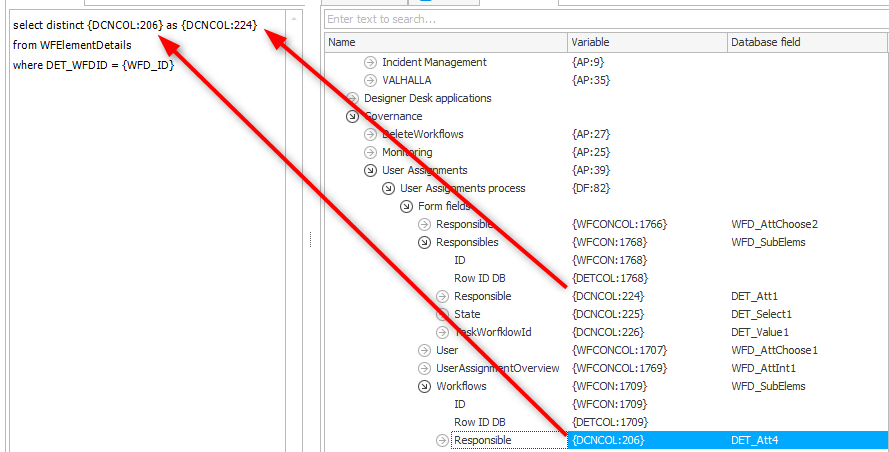 select distinct {DCNCOL:206} as {DCNCOL:224}
from WFElementDetails
where DET_WFDID = {WFD_ID}
Enter text to search...
Name Variable Database field
Incident Management {AP:9}
VALHALLA {AP:35}
Designer Desk applications
Governance
DeleteWorkflows {AP:27}
Monitoring {AP:25}
User Assignments {AP:39}
User Assignments process {DF:82}
Form fields
Responsible {WFCONCOL:1766} WFD_AttChoose2
Responsibles {WFCON:1768} WFD_SubElems
ID {WFCON:1768}
Row ID DB {DETCOL:1768}
Responsible {DCNCOL:224} DET_Att1
State {DCNCOL:225} DET_Select1
TaskWorfklowId {DCNCOL:226} DET_Value1
User {WFCONCOL:1707} WFD_AttChoose1
UserAssignmentOverview {WFCONCOL:1769} WFD_AttInt1
Workflows {WFCON:1709} WFD_SubElems
ID {WFCON:1709}
Row ID DB {DETCOL:1709}
Responsible {DCNCOL:206} DET_Att4